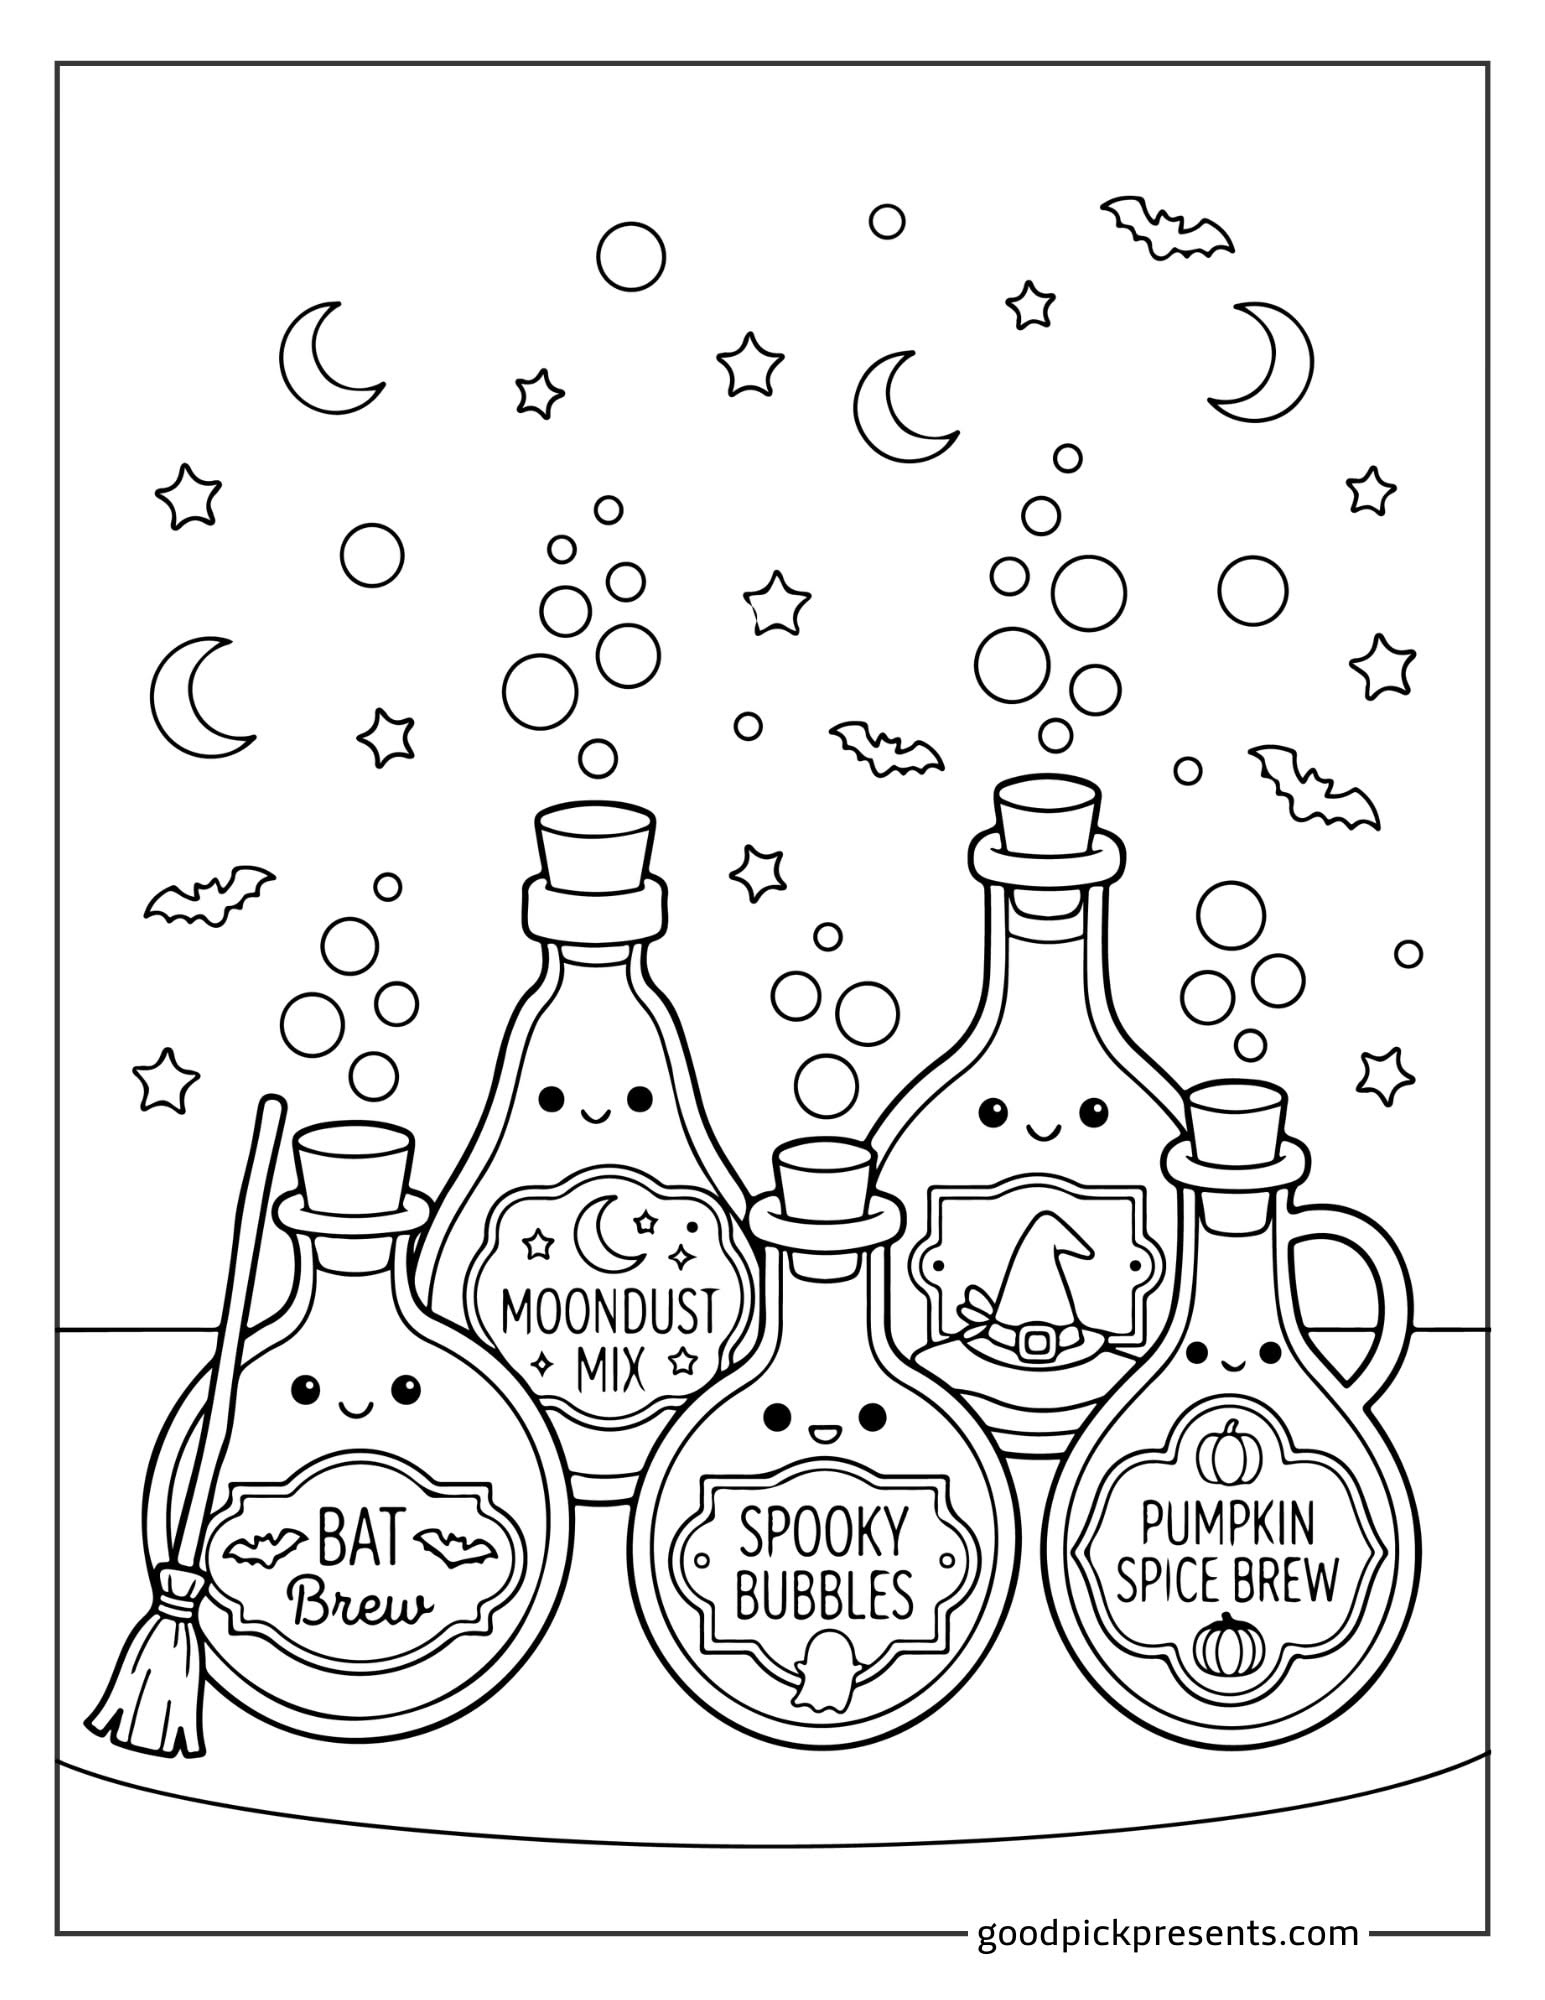 MOONDUST
MIX
BAT
Brew
SPOOKY
BUBBLES
PUMPKIN
SPICE BREW
goodpickpresents.com